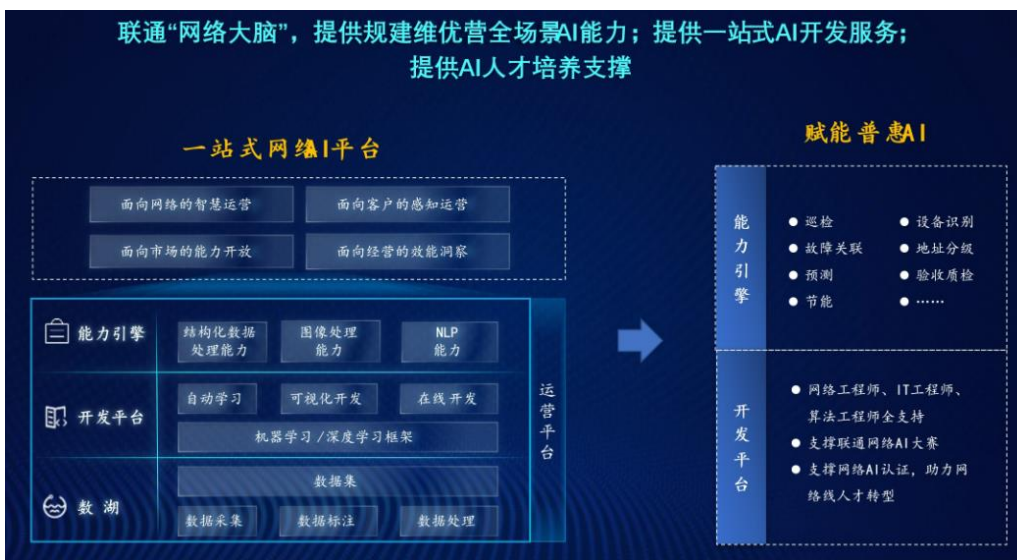 联通“网络大脑”，提供规建维优营全场景AI能力；提供一站式AI开发服务；
提供AI人才培养支撑
一站式网络AI平台
面向网络的智慧运营
面向客户的感知运营
面向市场的能力开放
面向经营的效能洞察
能力引擎
结构化数据
处理能力
图像处理
能力
NLP
能力
开发平台
自动学习
可视化开发
在线开发
机器学习/深度学习框架
数湖
数据集
数据采集
数据标注
数据处理
运营平台
赋能普惠AI
能力引擎
● 巡检
● 设备识别
● 故障关联
● 地址分级
● 预测
● 验收质检
● 节能
● ……
开发平台
● 网络工程师、IT工程师、
算法工程师全支持
● 支撑联通网络AI大赛
● 支撑网络AI认证，助力网
络线人才转型